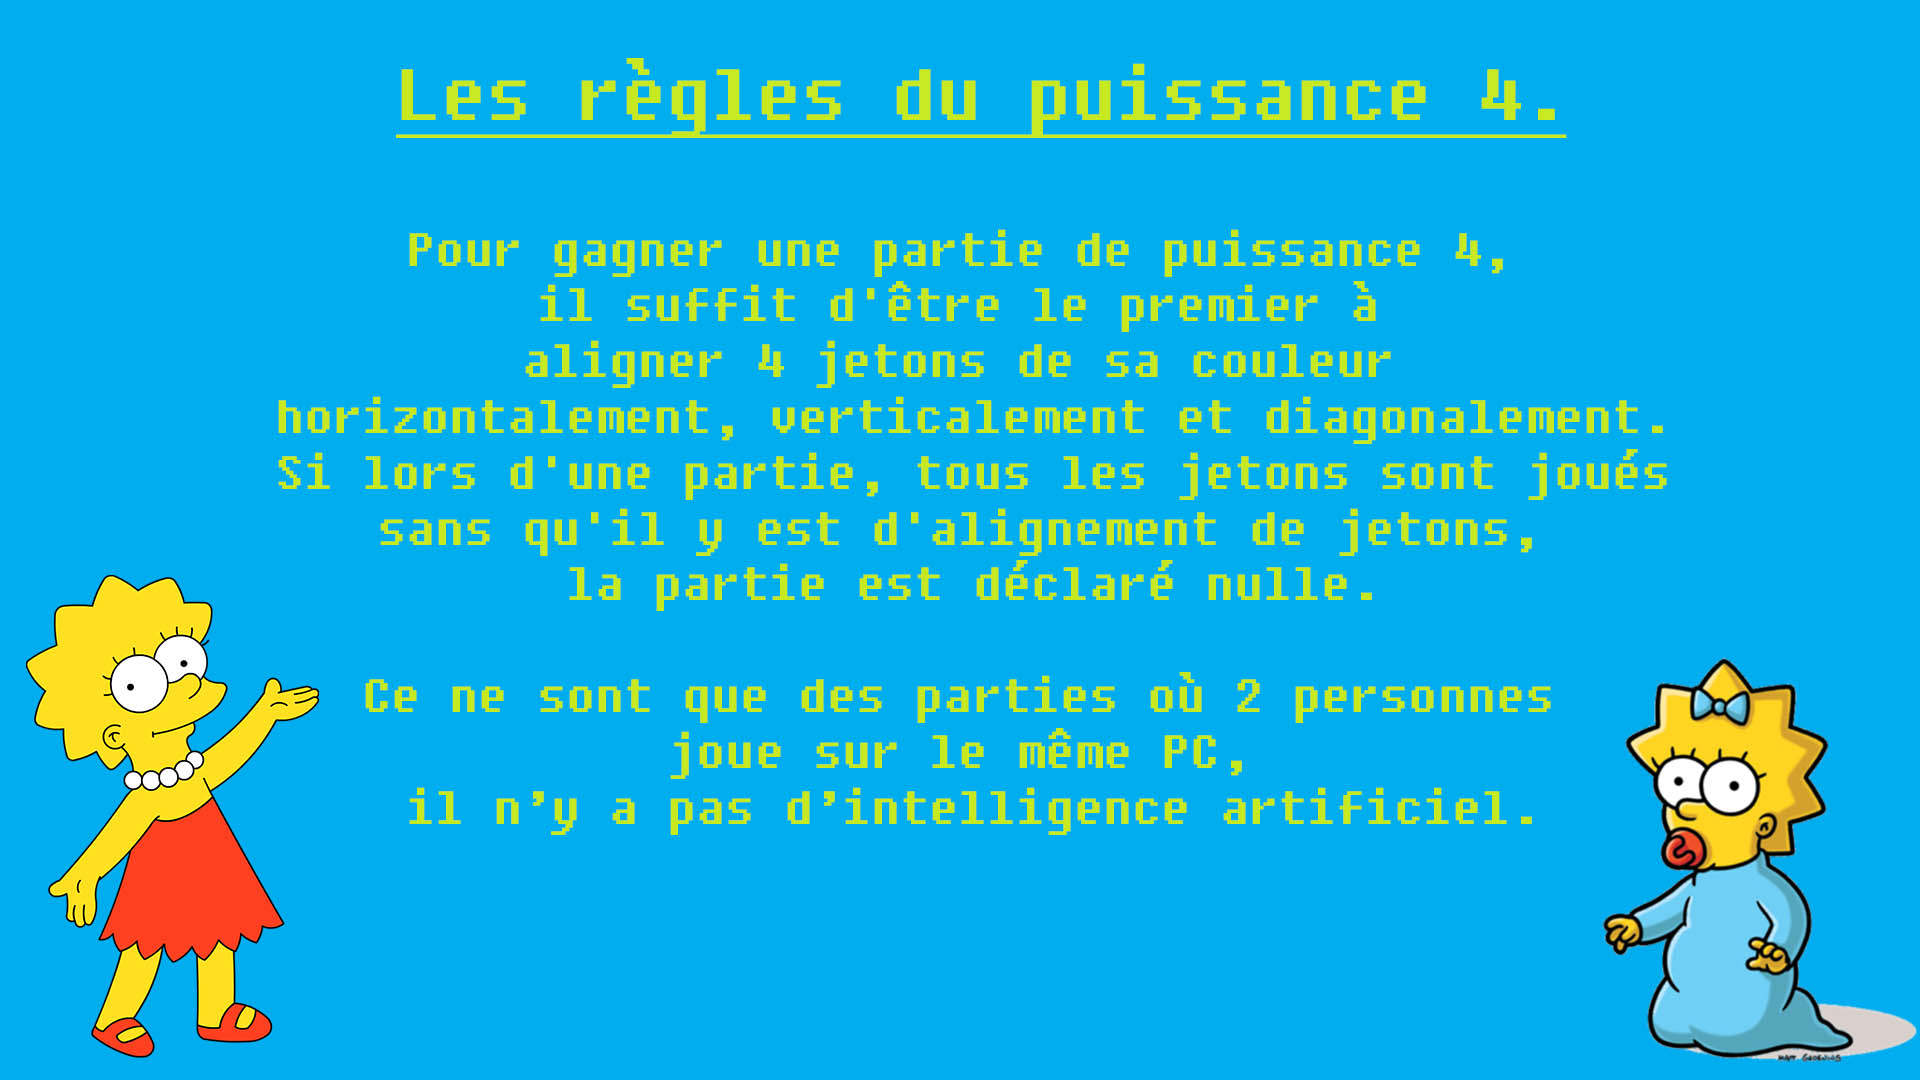 Les règles du puissance 4.
Pour gagner une partie de puissance 4,
il suffit d'être le premier à
aligner 4 jetons de sa couleur
horizontalement, verticalement et diagonalement.
Si lors d'une partie, tous les jetons sont joués
sans qu'il y est d'alignement de jetons,
la partie est déclaré nulle.
Ce ne sont que des parties où 2 personnes
joue sur le même PC,
il n’y a pas d’intelligence artificiel.
MATT GROENING